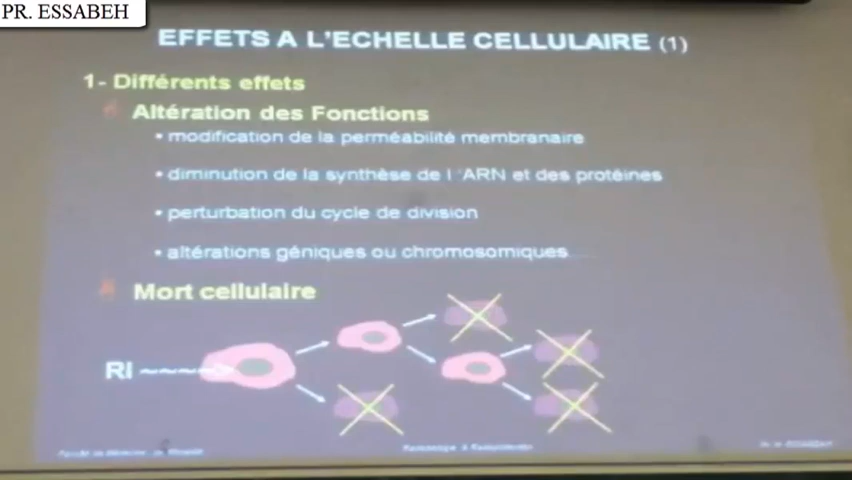 PR. ESSABEH
EFFETS A L'ECHELLE CELLULAIRE (1)
1- Différents effets
Altération des Fonctions
▪ modification de la perméabilité membranaire
▪ diminution de la synthèse de l 'ARN et des protéines
▪ perturbation du cycle de division
▪ altérations géniques ou chromosomiques
Mort cellulaire
RI